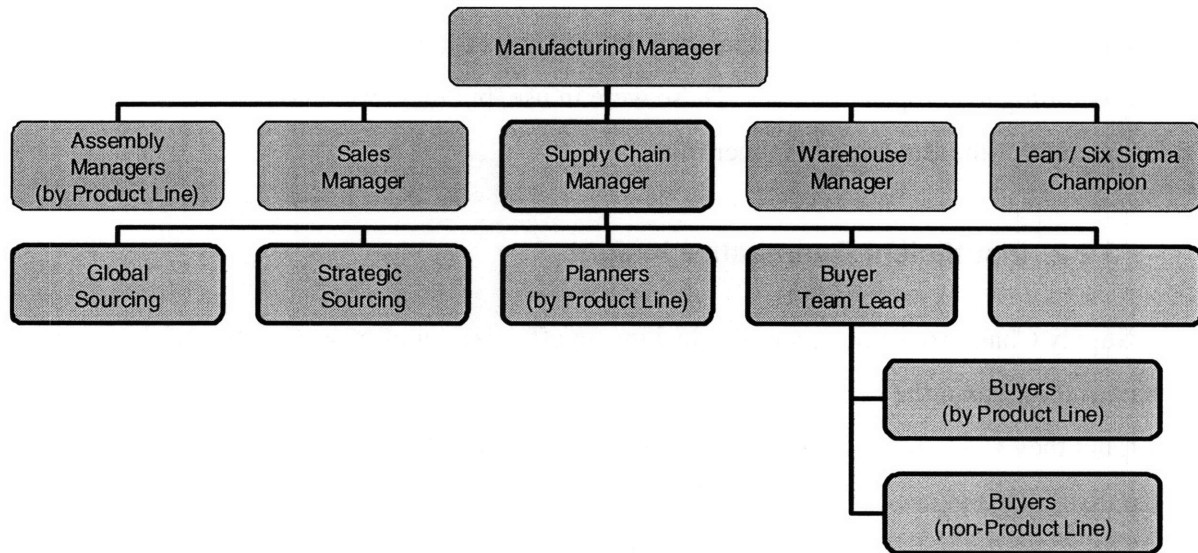 Manufacturing Manager
Assembly
Managers
(by Product Line)
Sales
Manager
Supply Chain
Manager
Warehouse
Manager
Lean / Six Sigma
Champion
Global
Sourcing
Strategic
Sourcing
Planners
(by Product Line)
Buyer
Team Lead
Buyers
(by Product Line)
Buyers
(non-Product Line)